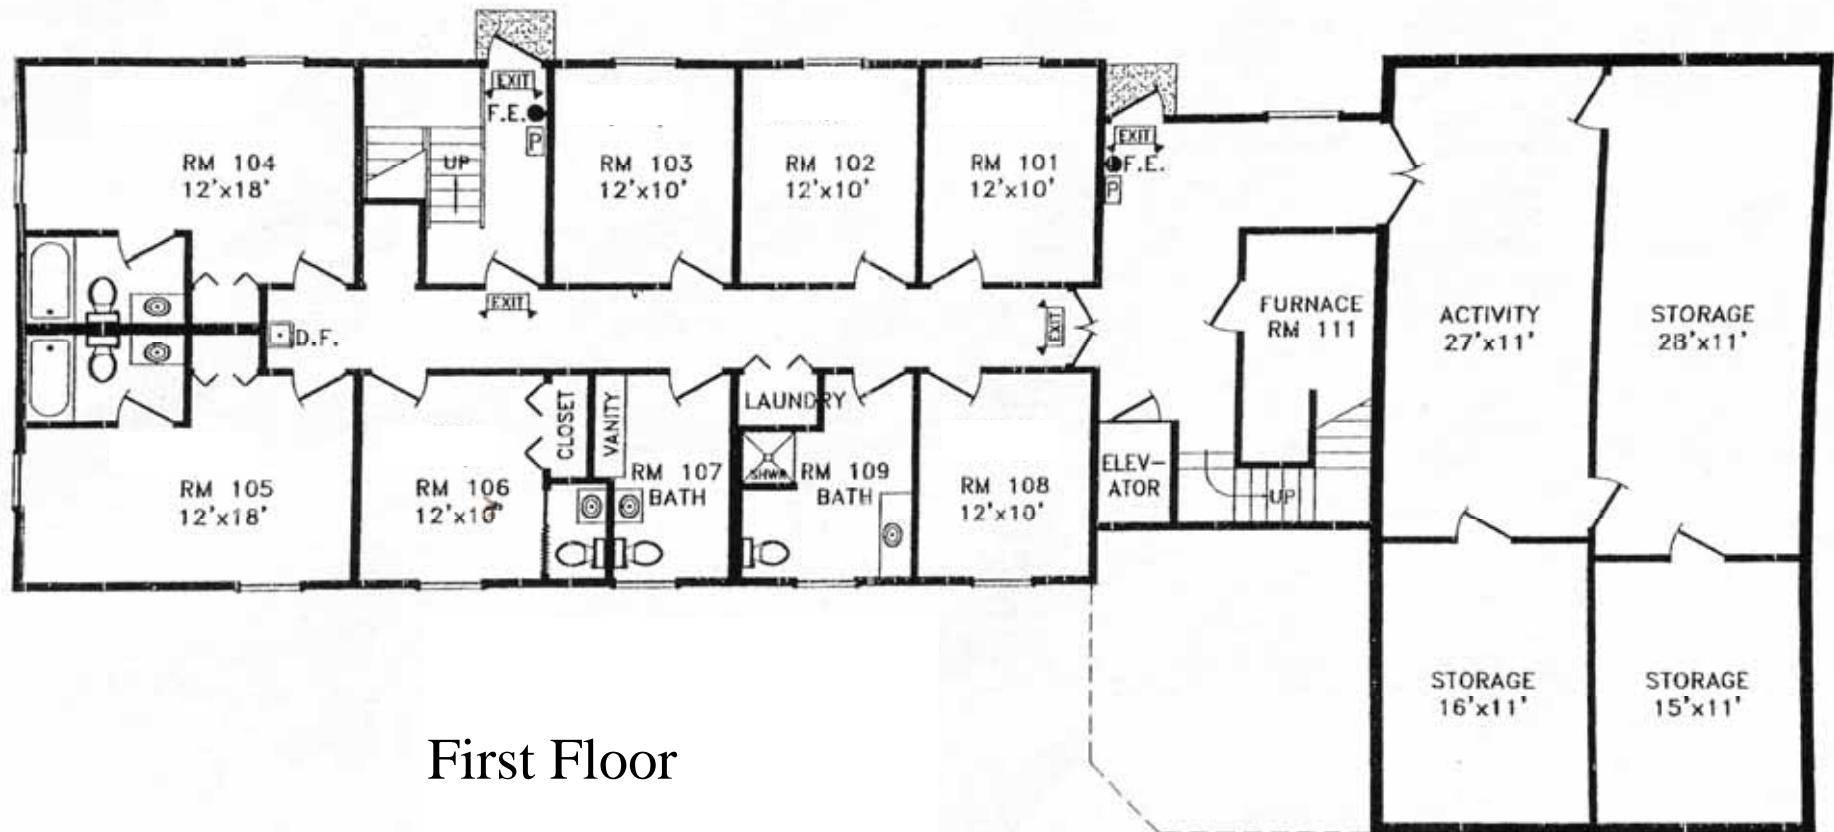 EXIT
F.E.
P
UP
RM 104
12'x18'
RM 103
12'x10'
RM 102
12'x10'
RM 101
12'x10'
EXIT
F.E.
P
EXIT
D.F.
EXIT
FURNACE
RM 111
ACTIVITY
27'x11'
STORAGE
28'x11'
RM 105
12'x18'
RM 106
12'x10'
CLOSET
VANITY
RM 107
BATH
LAUNDRY
SHWR
RM 109
BATH
RM 108
12'x10'
ELEV-
ATOR
UP
STORAGE
16'x11'
STORAGE
15'x11'
First Floor